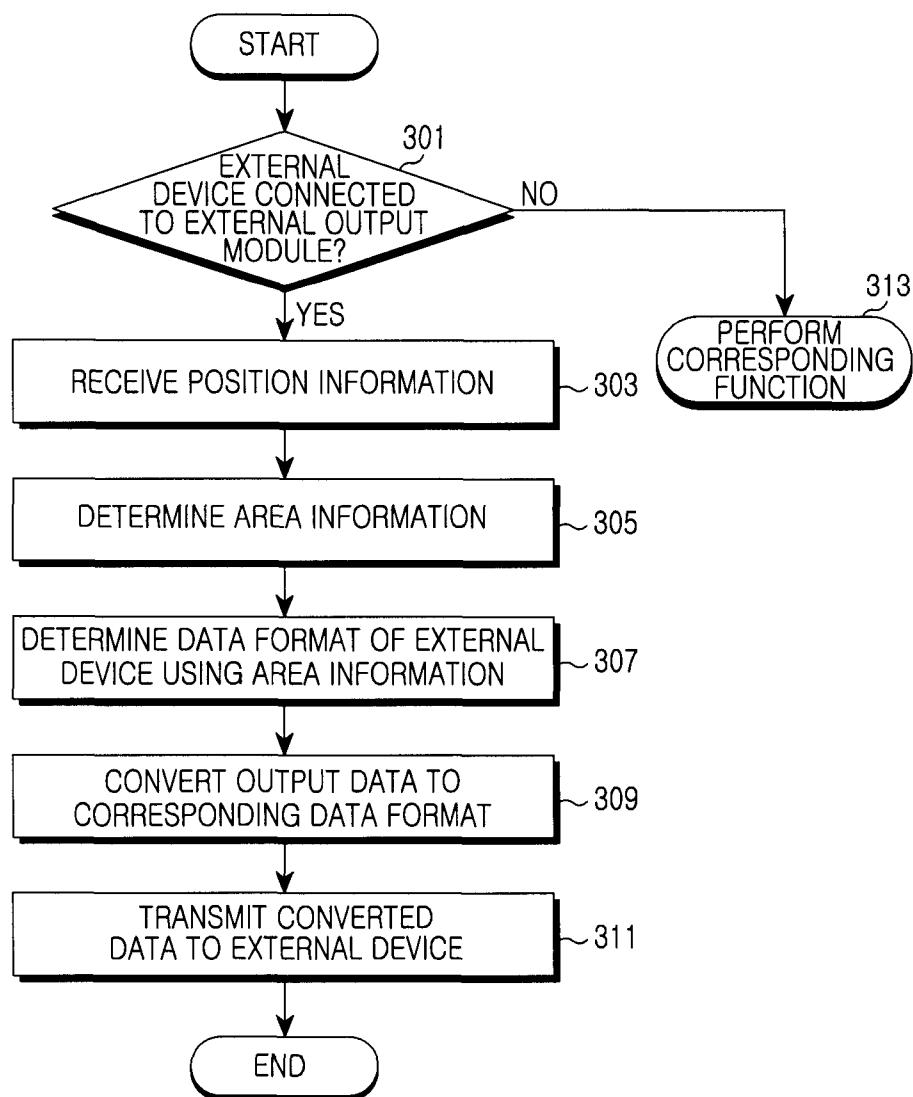 START
301
EXTERNAL
DEVICE CONNECTED
TO EXTERNAL OUTPUT
MODULE?
NO
YES
313
PERFORM
CORRESPONDING
FUNCTION
RECEIVE POSITION INFORMATION
303
DETERMINE AREA INFORMATION
305
DETERMINE DATA FORMAT OF EXTERNAL
DEVICE USING AREA INFORMATION
307
CONVERT OUTPUT DATA TO
CORRESPONDING DATA FORMAT
309
TRANSMIT CONVERTED
DATA TO EXTERNAL DEVICE
311
END